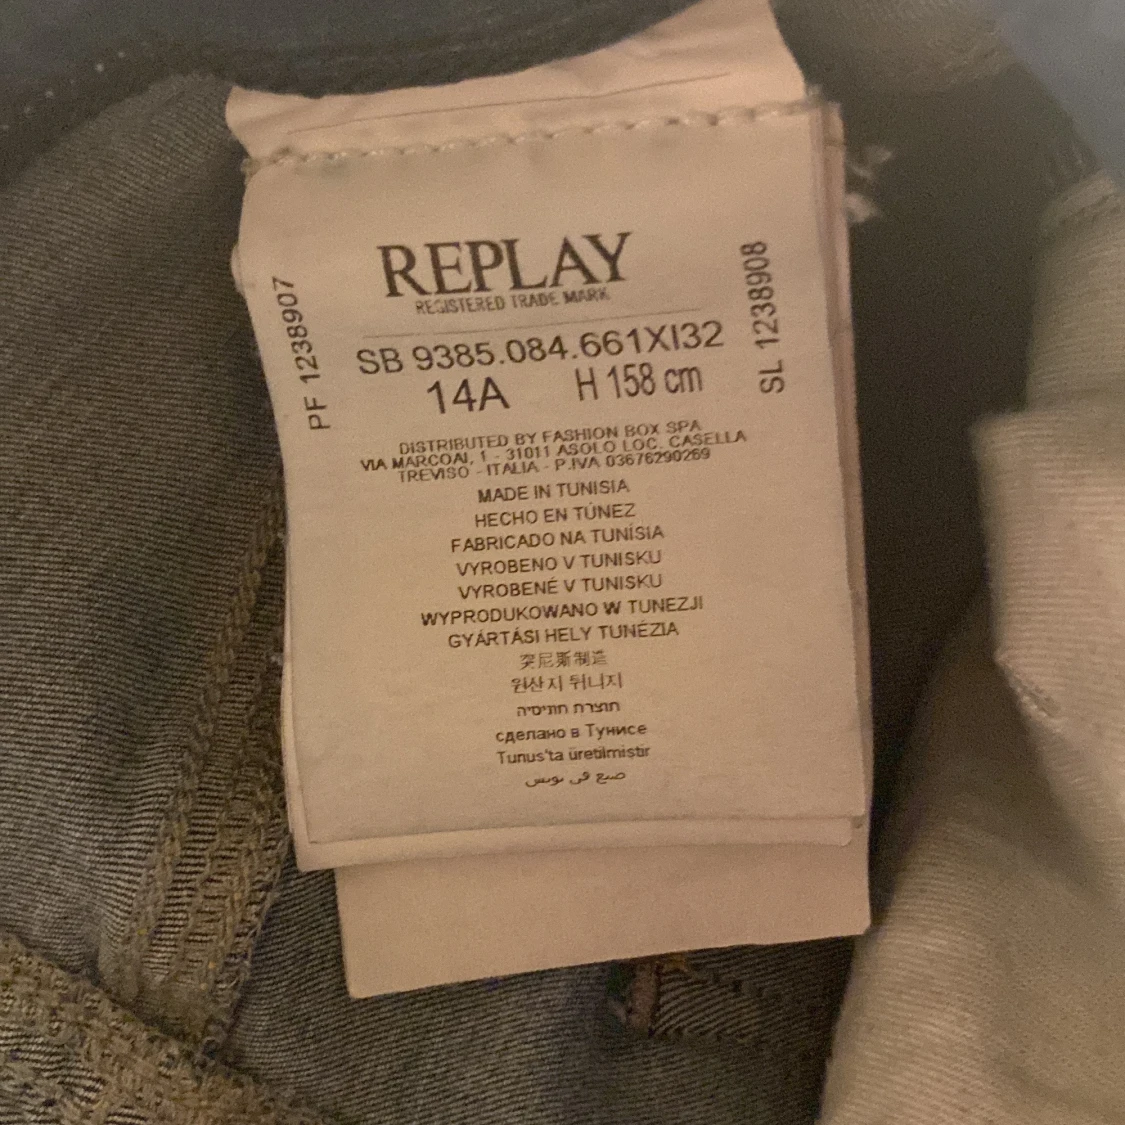 REPLAY
REGISTERED TRADE MARK
PF 1238907
SL 1238908
SB 9385.084.661XI32
14A H 158 cm
DISTRIBUTED BY FASHION BOX SPA
VIA MARCOAI, 1 - 31011 ASOLO LOC. CASELLA
TREVISO - ITALIA - P.IVA 03676290269
MADE IN TUNISIA
HECHO EN TÚNEZ
FABRICADO NA TUNÍSIA
VYROBENO V TUNISKU
VYROBENÉ V TUNISKU
WYPRODUKOWANO W TUNEZJI
GYÁRTÁSI HELY TUNÉZIA
突尼斯制造
원산지 튀니지
תוצרת תוניסיה
сделано в Тунисе
Tunus'ta üretilmiştir
صنع في تونس